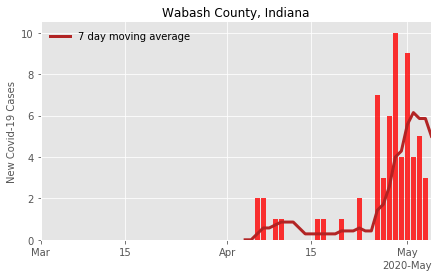 Wabash County, Indiana
7 day moving average
New Covid-19 Cases
10
8
6
4
2
0
Mar 15 Apr 15 May
2020-May